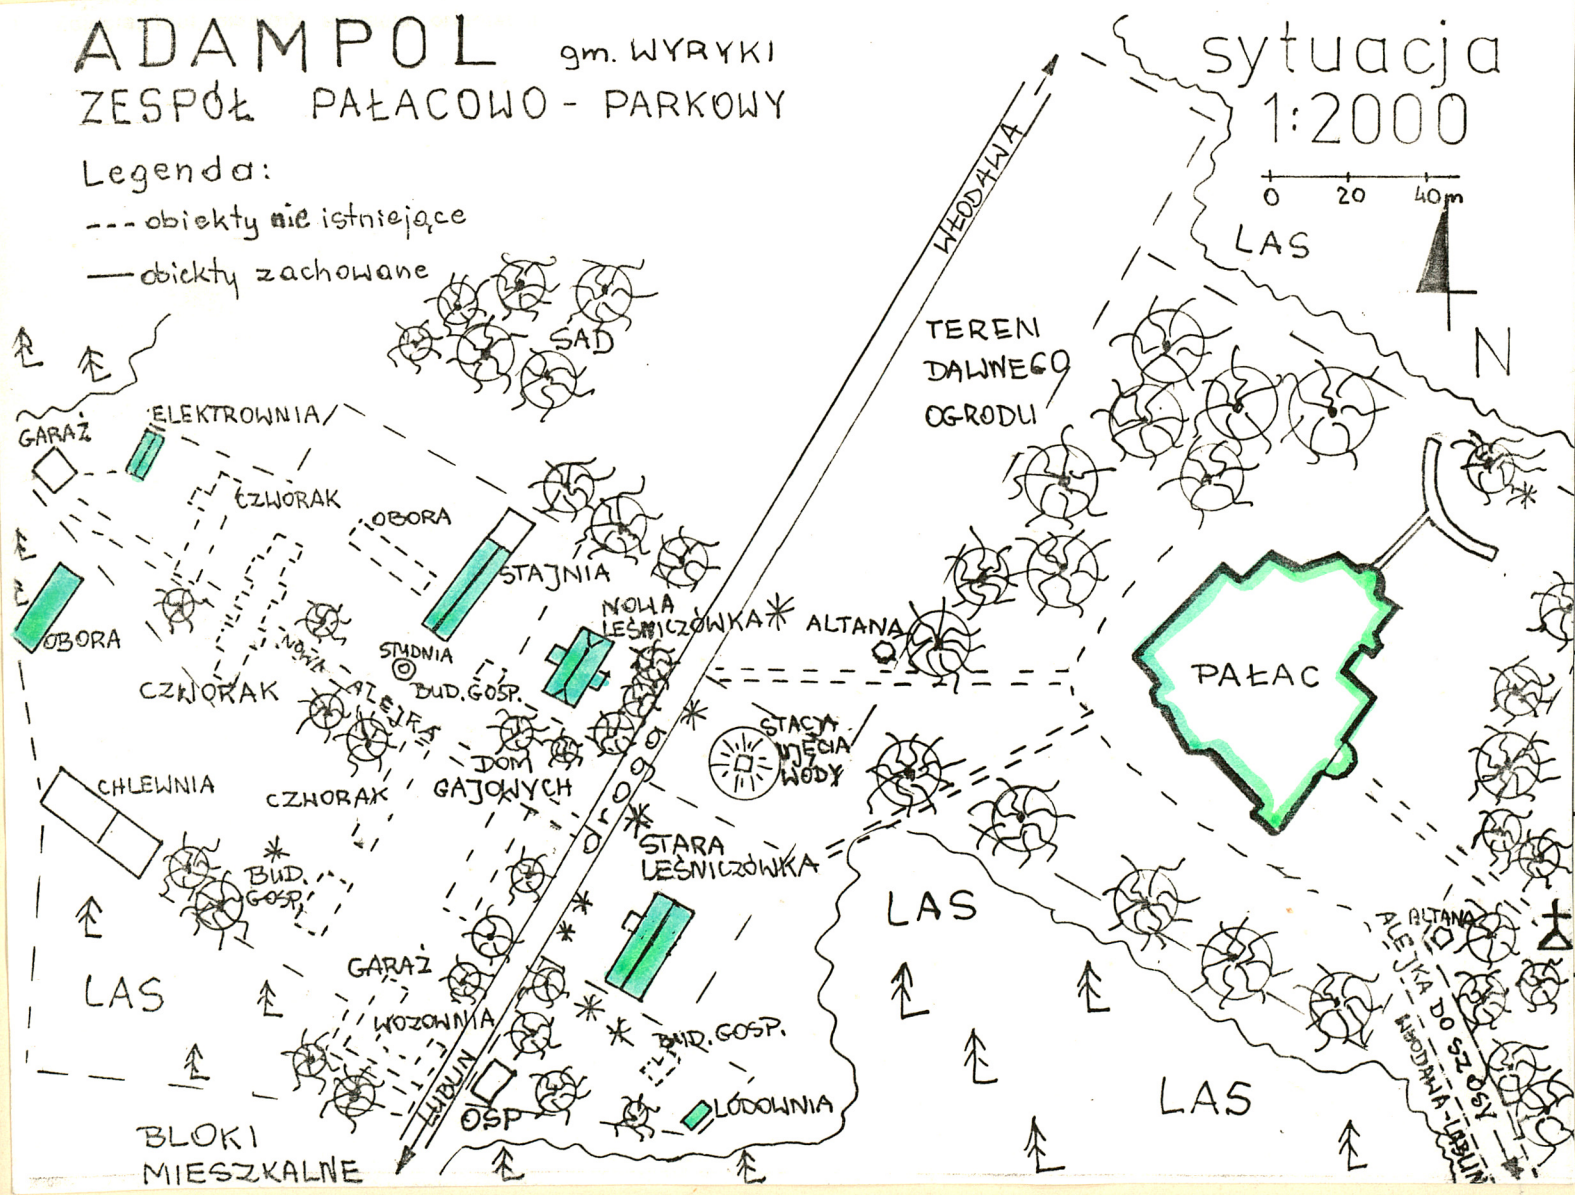 ADAMPOL gm. WYRYKI
ZESPÓŁ PAŁACOWO - PARKOWY
Legenda:
--- obiekty nie istniejące
— obiekty zachowane
sytuacja
1:2000
0 20 40m
LAS
N
WŁODAWA
SAD
TEREN
DAWNEGO
OGRODU
GARAŻ
ELEKTROWNIA
CZWORAK
OBORA
STAJNIA
OBORA
NOWA
LEŚNICZÓWKA
ALTANA
STUDNIA
BUD. GOSP.
NOWA ALEJKA
CZWORAK
PAŁAC
STACJA
UJĘCIA
WODY
DOM
GAJOWYCH
CHLEWNIA
CZWORAK
droga
STARA
LEŚNICZÓWKA
BUD.
GOSP.
LAS
ALTANA
ALEJKA DO SZOSY
WŁODAWA-LUBLIN
LAS
GARAŻ
WOZOWNIA
BUD. GOSP.
LUBLIN
OSP
LODOWNIA
LAS
BLOKI
MIESZKALNE